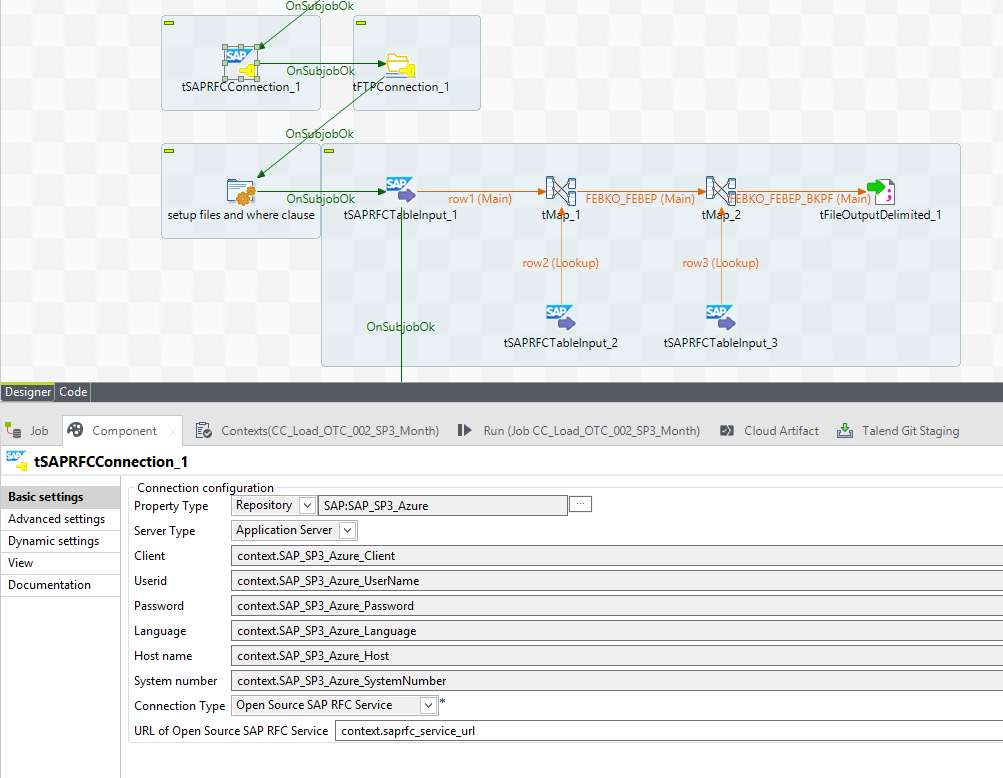 OnSubjobOk
SAP
OnSubjobOk
tSAPRFCConnection_1
tFTPConnection_1
OnSubjobOk
SAP
OnSubjobOk
row1 (Main)
FEBKO_FEBEP (Main)
FEBKO_FEBEP_BKPF (Main)
setup files and where clause
tSAPRFCTableInput_1
tMap_1
tMap_2
tFileOutputDelimited_1
row2 (Lookup)
row3 (Lookup)
SAP
SAP
OnSubjobOk
tSAPRFCTableInput_2
tSAPRFCTableInput_3
Designer
Code
Job
Component
Contexts(CC_Load_OTC_002_SP3_Month)
Run (Job CC_Load_OTC_002_SP3_Month)
Cloud Artifact
Talend Git Staging
SAP
tSAPRFCConnection_1
Basic settings
Advanced settings
Dynamic settings
View
Documentation
Connection configuration
Property Type Repository SAP:SAP_SP3_Azure ...
Server Type Application Server
Client context.SAP_SP3_Azure_Client
Userid context.SAP_SP3_Azure_UserName
Password context.SAP_SP3_Azure_Password
Language context.SAP_SP3_Azure_Language
Host name context.SAP_SP3_Azure_Host
System number context.SAP_SP3_Azure_SystemNumber
Connection Type Open Source SAP RFC Service *
URL of Open Source SAP RFC Service context.saprfc_service_url